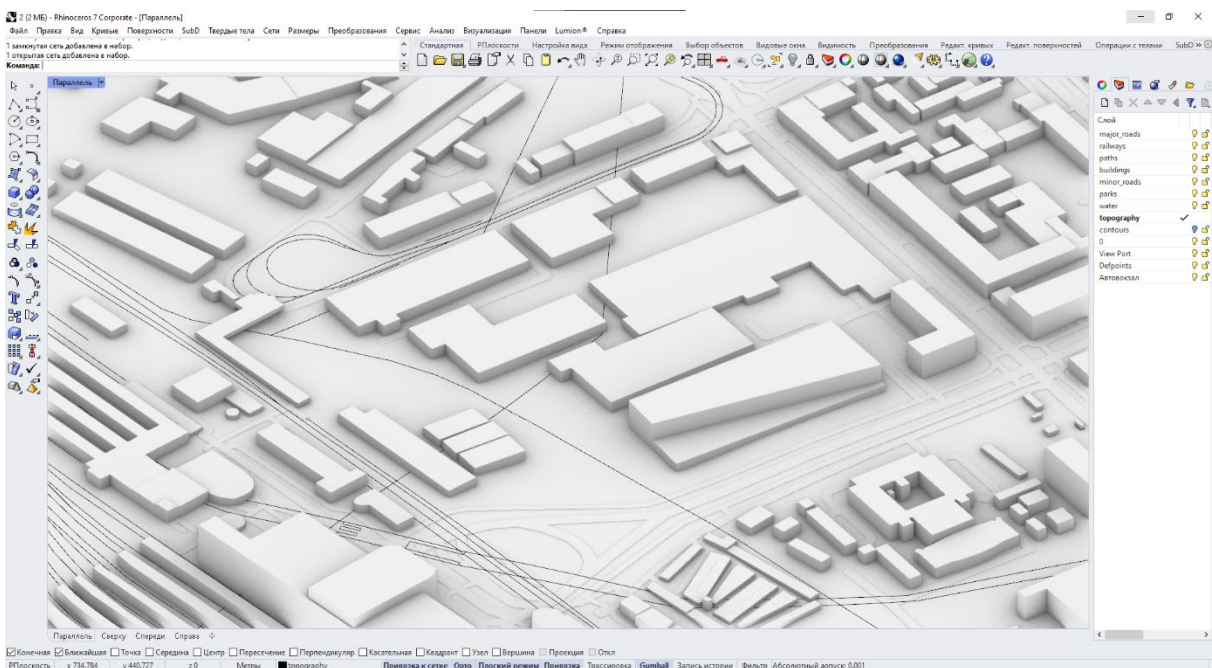 2 (2 МБ) - Rhinoceros 7 Corporate - [Параллель]
Файл Правка Вид Кривые Поверхности SubD Твердые тела Сети Размеры Преобразования Сервис Анализ Визуализация Панели Lumion® Справка
1 замкнутая сеть добавлена в набор.
1 открытая сеть добавлена в набор.
Команда:
Стандартная РПлоскости Настройка вида Режим отображения Выбор объектов Видовые окна Видимость Преобразования Редакт. кривых Редакт. поверхностей Операции с телами SubD »
Параллель
Слой
major_roads
railways
paths
buildings
minor_roads
parks
water
topography
contours
0
View Port
Defpoints
Автовокзал
Параллель Сверху Спереди Справа
Конечная Ближайшая Точка Середина Центр Пересечение Перпендикуляр Касательная Квадрант Узел Вершина Проекция Откл
РПлоскость x 734.784 y 440.727 z 0 Метры topography Привязка к сетке Орто Плоский режим Привязка Трассировка Gumball Запись истории Фильтр Абсолютный допуск: 0.001